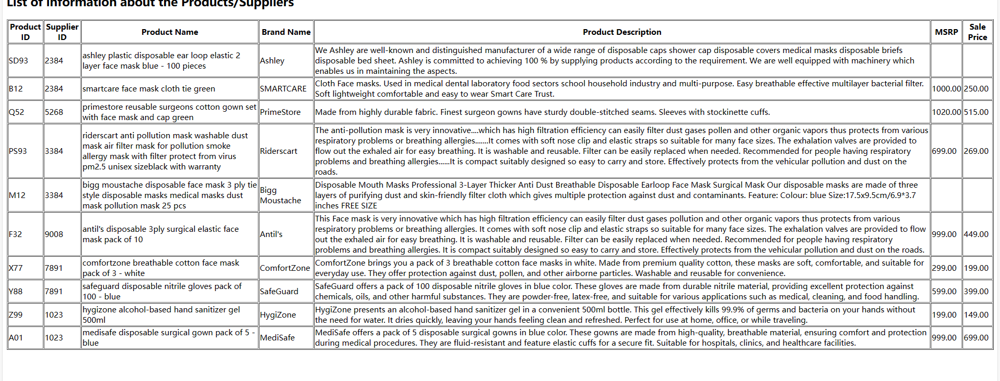 List of Information about the Products/Suppliers
Product ID Supplier ID Product Name Brand Name Product Description MSRP Sale Price
SD93 2384 ashley plastic disposable ear loop elastic 2 layer face mask blue - 100 pieces Ashley We Ashley are well-known and distinguished manufacturer of a wide range of disposable caps shower cap disposable covers medical masks disposable briefs disposable bed sheet. Ashley is committed to achieving 100 % by supplying products according to the requirement. We are well equipped with machinery which enables us in maintaining the aspects.
B12 2384 smartcare face mask cloth tie green SMARTCARE Cloth Face masks. Used in medical dental laboratory food sectors school household industry and multi-purpose. Easy breathable effective multilayer bacterial filter. Soft lightweight comfortable and easy to wear Smart Care Trust. 1000.00 250.00
Q52 5268 primestore reusable surgeons cotton gown set with face mask and cap green PrimeStore Made from highly durable fabric. Finest surgeon gowns have sturdy double-stitched seams. Sleeves with stockinette cuffs. 1020.00 515.00
PS93 3384 riderscart anti pollution mask washable dust mask air filter mask for pollution smoke allergy mask with filter protect from virus pm2.5 unisex sizeblack with warranty Riderscart The anti-pollution mask is very innovative....which has high filtration efficiency can easily filter dust gases pollen and other organic vapors thus protects from various respiratory problems or breathing allergies.......It comes with soft nose clip and elastic straps so suitable for many face sizes. The exhalation valves are provided to flow out the exhaled air for easy breathing. It is washable and reusable. Filter can be easily replaced when needed. Recommended for people having respiratory problems and breathing allergies......It is compact suitably designed so easy to carry and store. Effectively protects from the vehicular pollution and dust on the roads. 699.00 269.00
M12 3384 bigg moustache disposable face mask 3 ply tie style disposable masks medical masks dust mask pollution mask 25 pcs Bigg Moustache Disposable Mouth Masks Professional 3-Layer Thicker Anti Dust Breathable Disposable Earloop Face Mask Surgical Mask Our disposable masks are made of three layers of purifying dust and skin-friendly filter cloth which gives multiple protection against dust and contaminants. Feature: Colour: blue Size:17.5x9.5cm/6.9*3.7 inches FREE SIZE
F32 9008 antil's disposable 3ply surgical elastic face mask pack of 10 Antil's This Face mask is very innovative which has high filtration efficiency can easily filter dust gases pollution and other organic vapors thus protects from various respiratory problems or breathing allergies. It comes with soft nose clip and elastic straps so suitable for many face sizes. The exhalation valves are provided to flow out the exhaled air for easy breathing. It is washable and reusable. Filter can be easily replaced when needed. Recommended for people having respiratory problems and breathing allergies. It is compact suitably designed so easy to carry and store. Effectively protects from the vehicular pollution and dust on the roads. 999.00 449.00
X77 7891 comfortzone breathable cotton face mask pack of 3 - white ComfortZone ComfortZone brings you a pack of 3 breathable cotton face masks in white. Made from premium quality cotton, these masks are soft, comfortable, and suitable for everyday use. They offer protection against dust, pollen, and other airborne particles. Washable and reusable for convenience. 299.00 199.00
Y88 7891 safeguard disposable nitrile gloves pack of 100 - blue SafeGuard SafeGuard offers a pack of 100 disposable nitrile gloves in blue color. These gloves are made from durable nitrile material, providing excellent protection against chemicals, oils, and other harmful substances. They are powder-free, latex-free, and suitable for various applications such as medical, cleaning, and food handling. 599.00 399.00
Z99 1023 hygizone alcohol-based hand sanitizer gel 500ml HygiZone HygiZone presents an alcohol-based hand sanitizer gel in a convenient 500ml bottle. This gel effectively kills 99.9% of germs and bacteria on your hands without the need for water. It dries quickly, leaving your hands feeling clean and refreshed. Perfect for use at home, office, or while traveling. 199.00 149.00
A01 1023 medisafe disposable surgical gown pack of 5 - blue MediSafe MediSafe offers a pack of 5 disposable surgical gowns in blue color. These gowns are made from high-quality, breathable material, ensuring comfort and protection during medical procedures. They are fluid-resistant and feature elastic cuffs for a secure fit. Suitable for hospitals, clinics, and healthcare facilities. 999.00 699.00